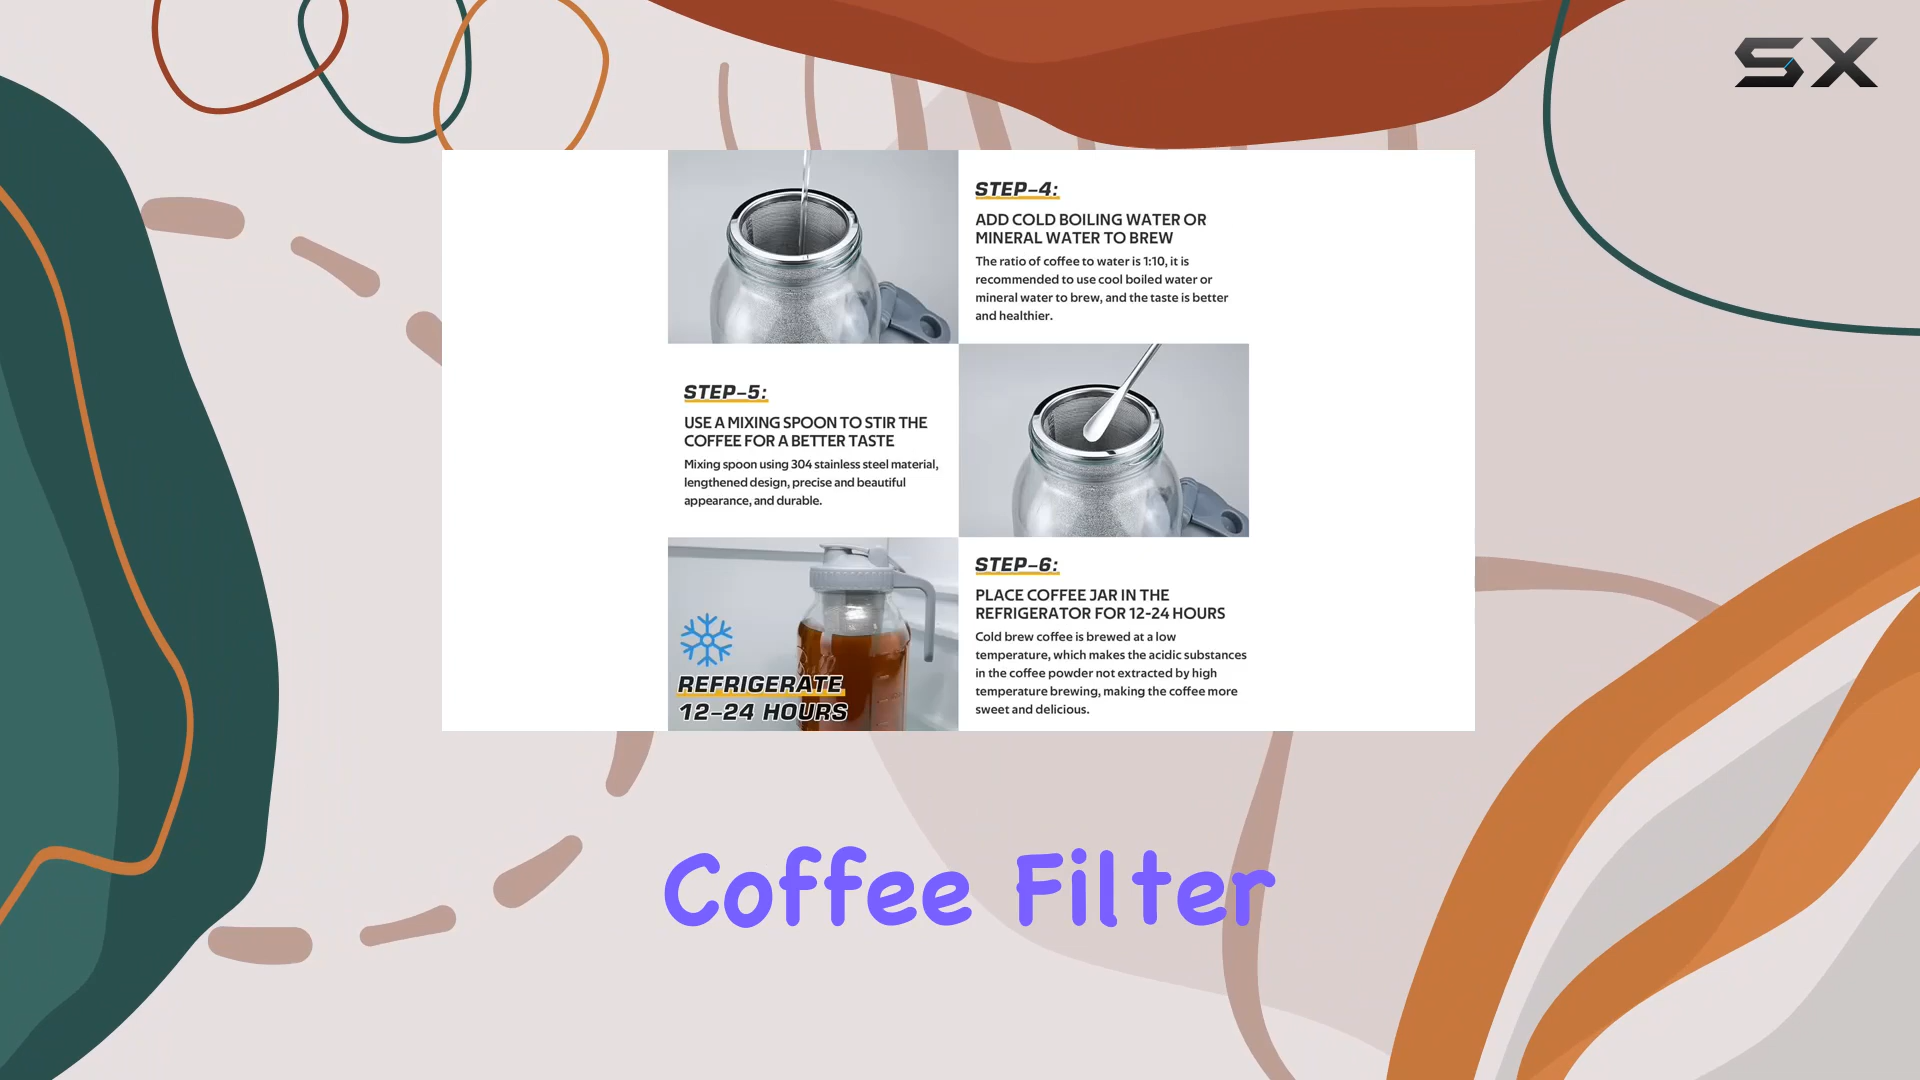 SX
STEP-4:
ADD COLD BOILING WATER OR
MINERAL WATER TO BREW
The ratio of coffee to water is 1:10, it is
recommended to use cool boiled water or
mineral water to brew, and the taste is better
and healthier.
STEP-5:
USE A MIXING SPOON TO STIR THE
COFFEE FOR A BETTER TASTE
Mixing spoon using 304 stainless steel material,
lengthened design, precise and beautiful
appearance, and durable.
REFRIGERATE
12-24 HOURS
STEP-6:
PLACE COFFEE JAR IN THE
REFRIGERATOR FOR 12-24 HOURS
Cold brew coffee is brewed at a low
temperature, which makes the acidic substances
in the coffee powder not extracted by high
temperature brewing, making the coffee more
sweet and delicious.
Coffee Filter